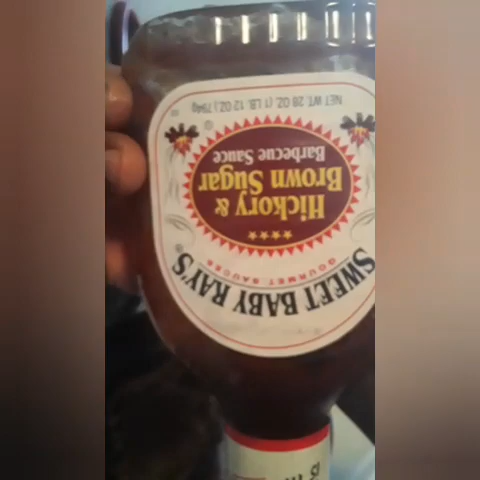 SWEET BABY RAY'S®
GOURMET SAUCES
Hickory &
Brown Sugar
Barbecue Sauce
NET WT. 28 OZ. (1 LB. 12 OZ.) 794g